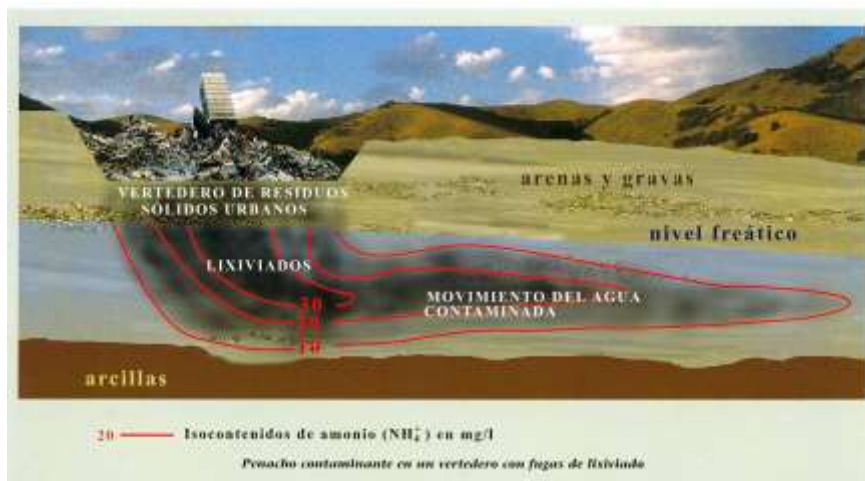 VERTEDERO DE RESIDUOS
SÓLIDOS URBANOS
arenas y gravas
nivel freático
LIXIVIADOS
MOVIMIENTO DEL AGUA
CONTAMINADA
30
20
10
arcillas
20 Isocontenidos de amonio (NH₄⁺) en mg/l
Penacho contaminante en un vertedero con fugas de lixiviado